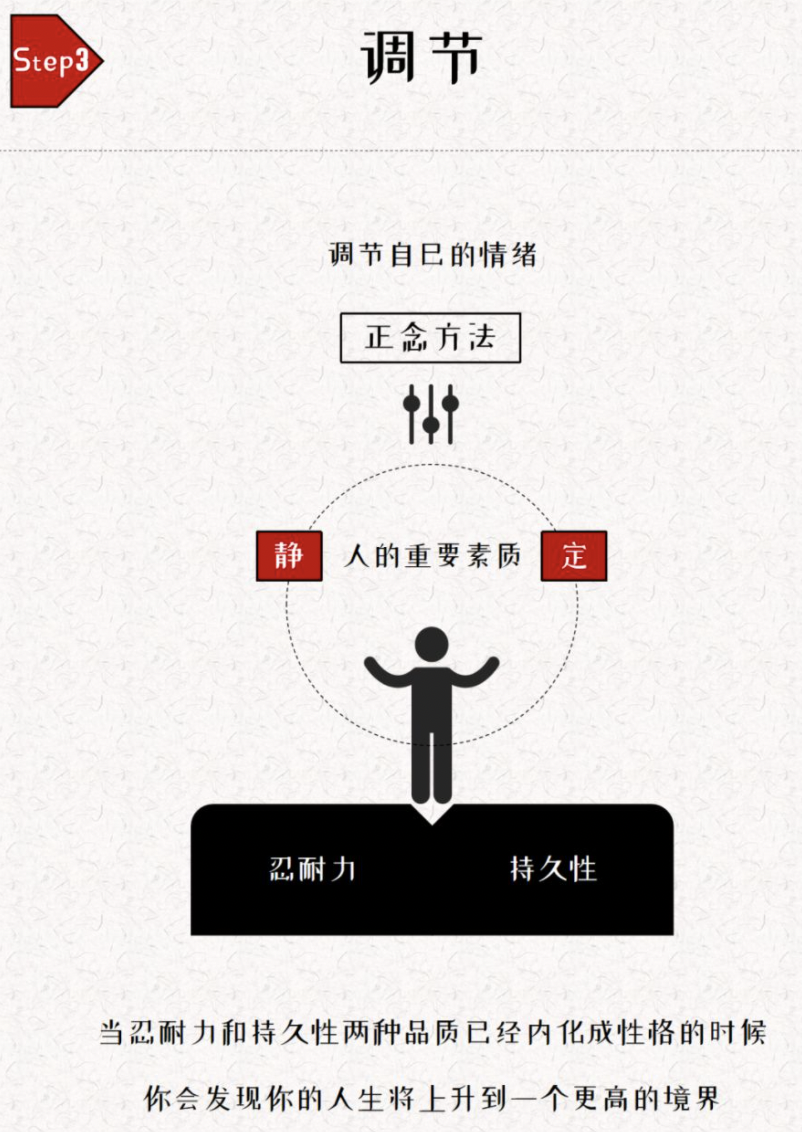 Step3
调节
调节自己的情绪
正念方法
静 人的重要素质 定
忍耐力 持久性
当忍耐力和持久性两种品质已经内化成性格的时候
你会发现你的人生将上升到一个更高的境界